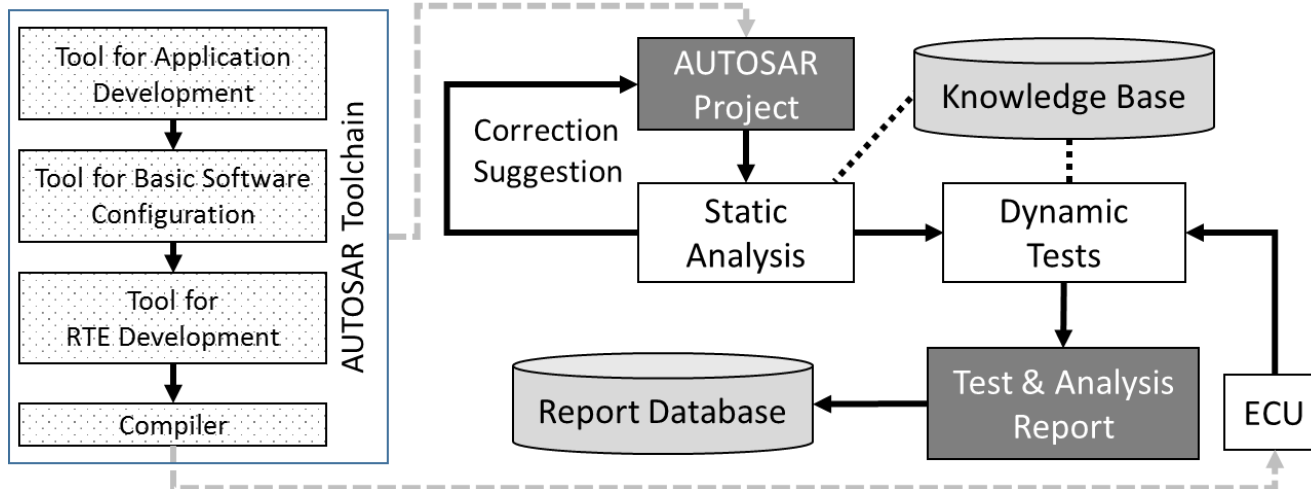 Tool for Application
Development
Tool for Basic Software
Configuration
Tool for
RTE Development
Compiler
AUTOSAR Toolchain
AUTOSAR
Project
Correction
Suggestion
Knowledge Base
Static
Analysis
Dynamic
Tests
Report Database
Test & Analysis
Report
ECU